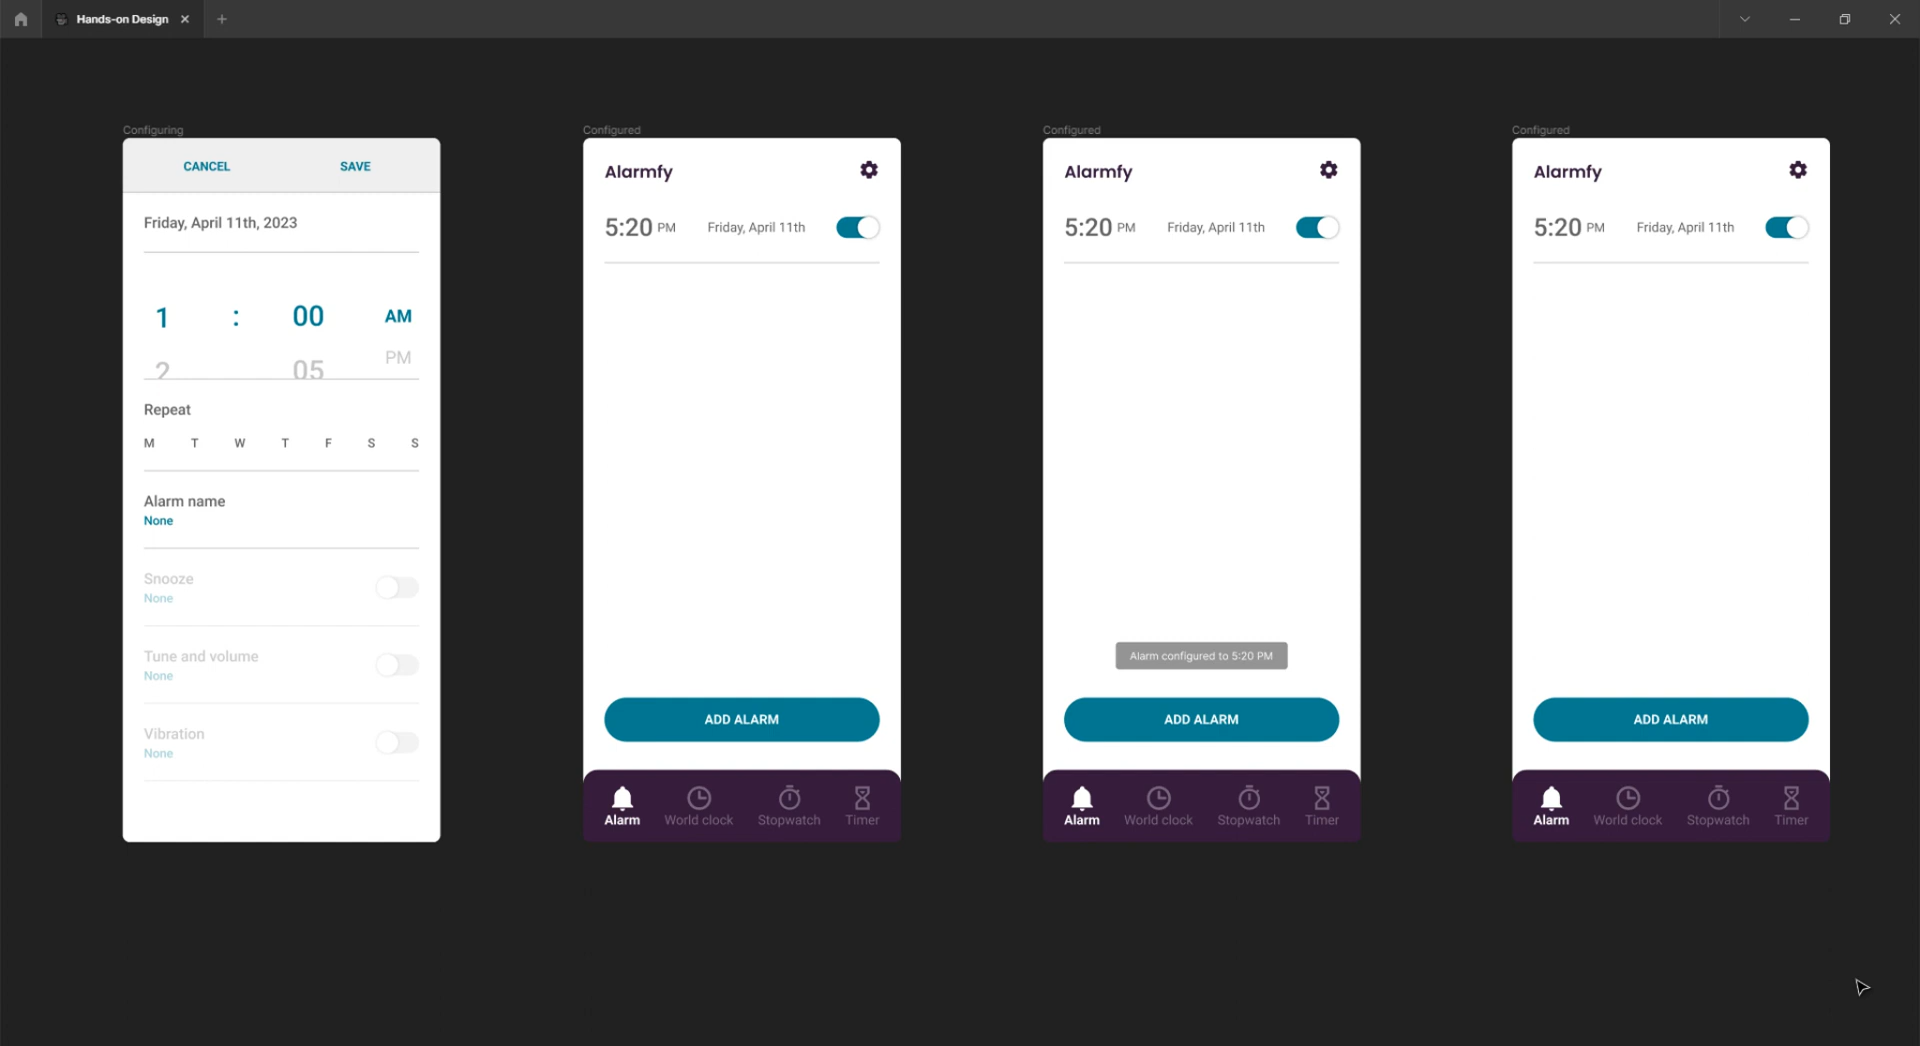 Hands-on Design
Configuring
CANCEL SAVE
Friday, April 11th, 2023
1 : 00 AM
2 05 PM
Repeat
M T W T F S S
Alarm name
None
Snooze
None
Tune and volume
None
Vibration
None
Configured
Alarmfy
5:20 PM Friday, April 11th
ADD ALARM
Alarm World clock Stopwatch Timer
Configured
Alarmfy
5:20 PM Friday, April 11th
Alarm configured to 5:20 PM
ADD ALARM
Alarm World clock Stopwatch Timer
Configured
Alarmfy
5:20 PM Friday, April 11th
ADD ALARM
Alarm World clock Stopwatch Timer